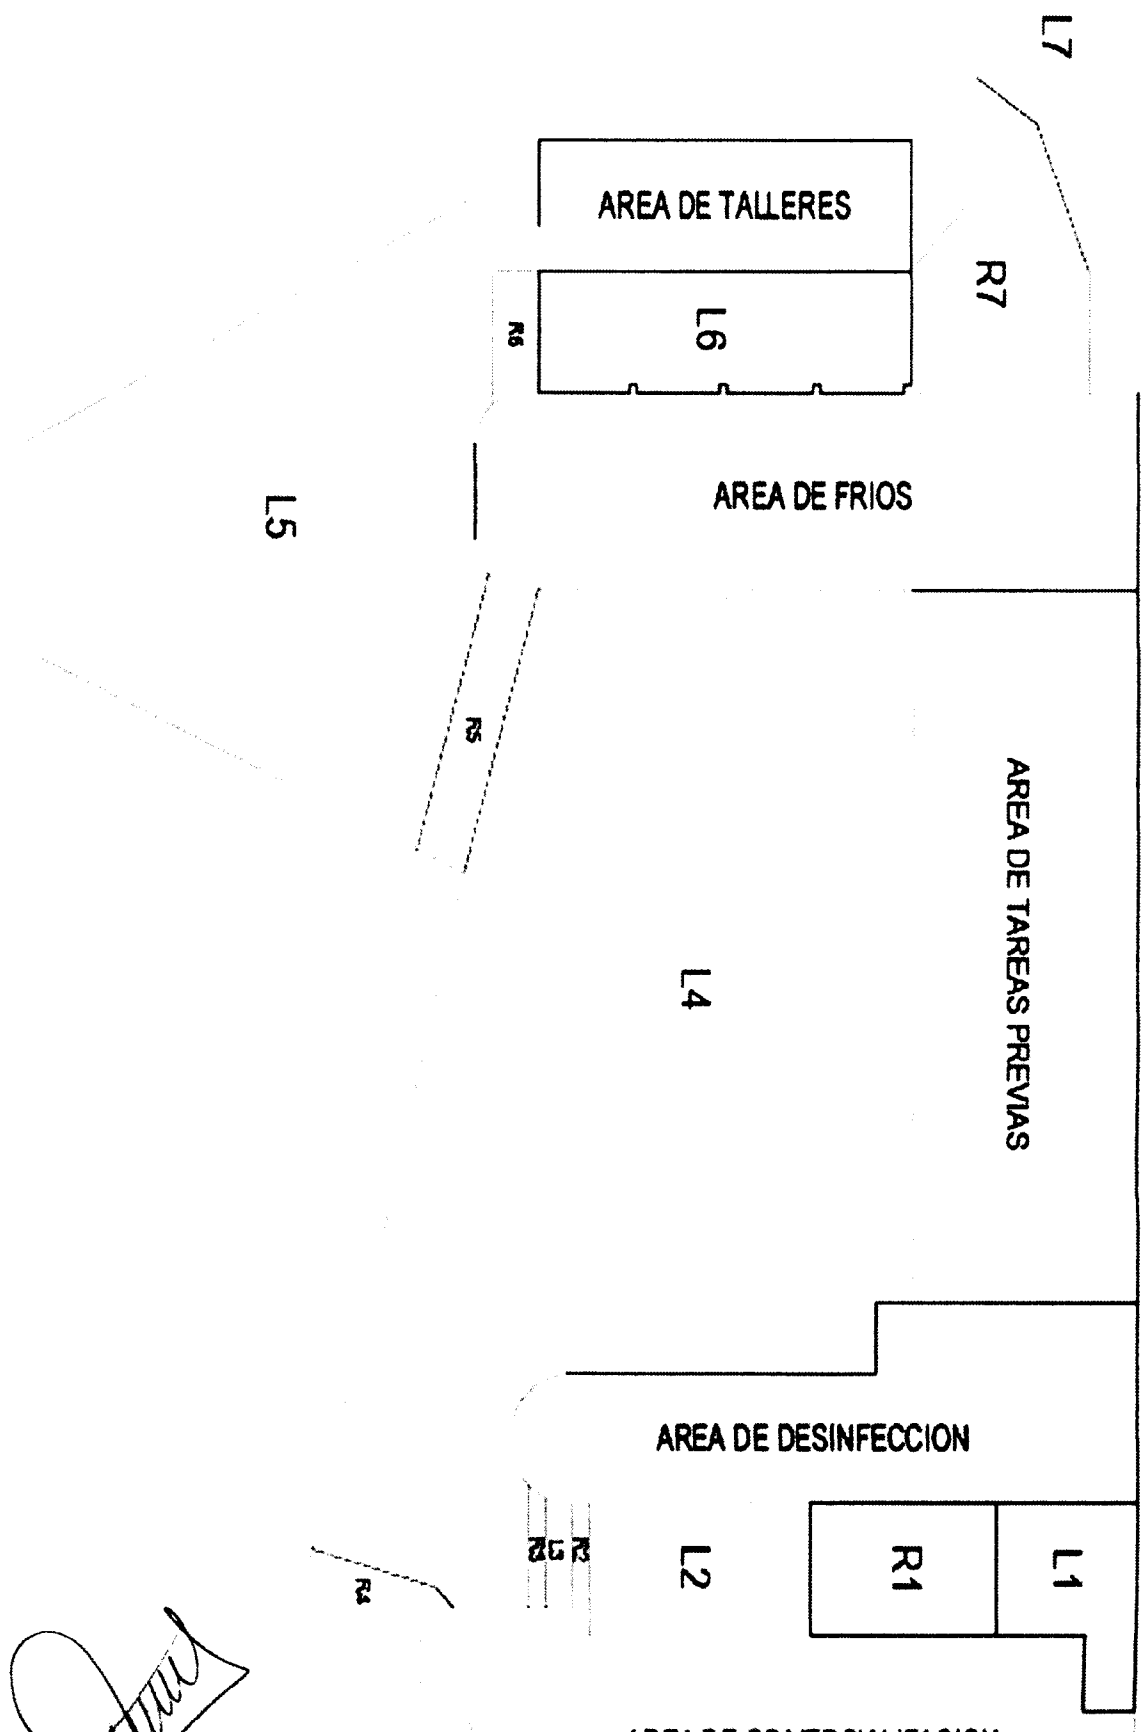 L7
AREA DE TALLERES
R7
L6
R6
AREA DE FRIOS
L5
R5
AREA DE TAREAS PREVIAS
L4
AREA DE DESINFECCION
R3
L3
R2
L2
R1
L1
R4